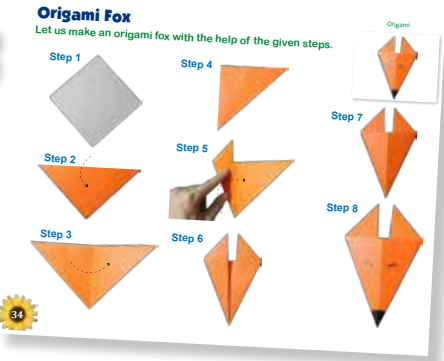 Origami Fox
Let us make an origami fox with the help of the given steps.
Origami
Step 1
Step 2
Step 3
Step 4
Step 5
Step 6
Step 7
Step 8
34